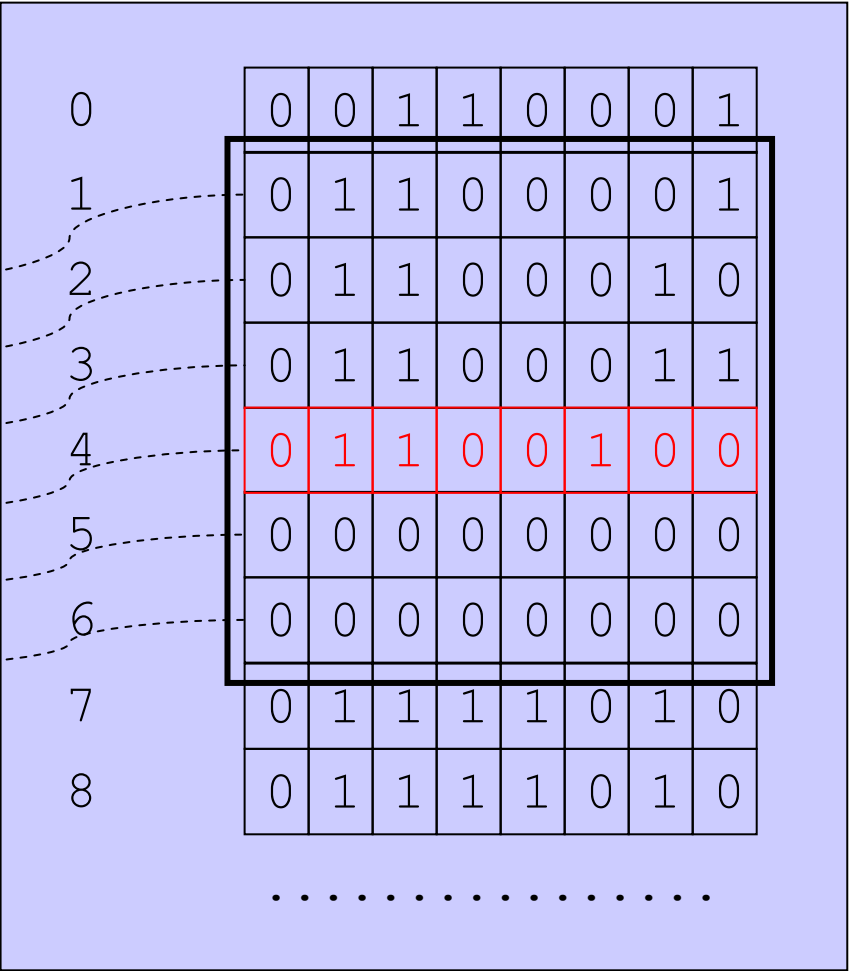 0 0 0 1 1 0 0 0 1
1 0 1 1 0 0 0 0 1
2 0 1 1 0 0 0 1 0
3 0 1 1 0 0 0 1 1
4 0 1 1 0 0 1 0 0
5 0 0 0 0 0 0 0 0
6 0 0 0 0 0 0 0 0
7 0 1 1 1 1 0 1 0
8 0 1 1 1 1 0 1 0
. . . . . . . . . . . . . . . .